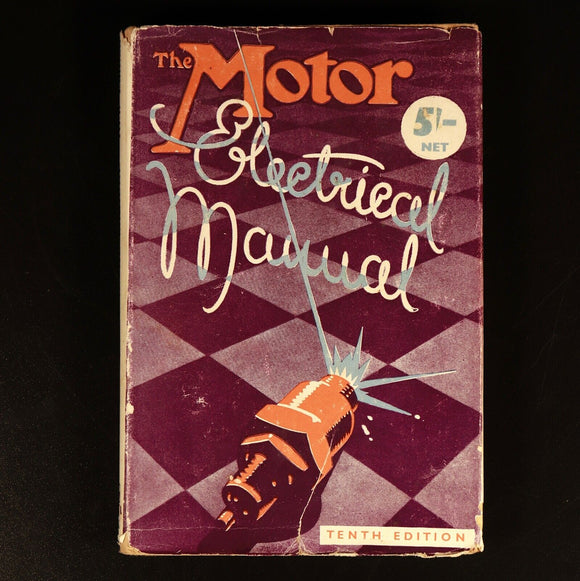 The Motor
5/-
NET
Electrical
Manual
TENTH EDITION